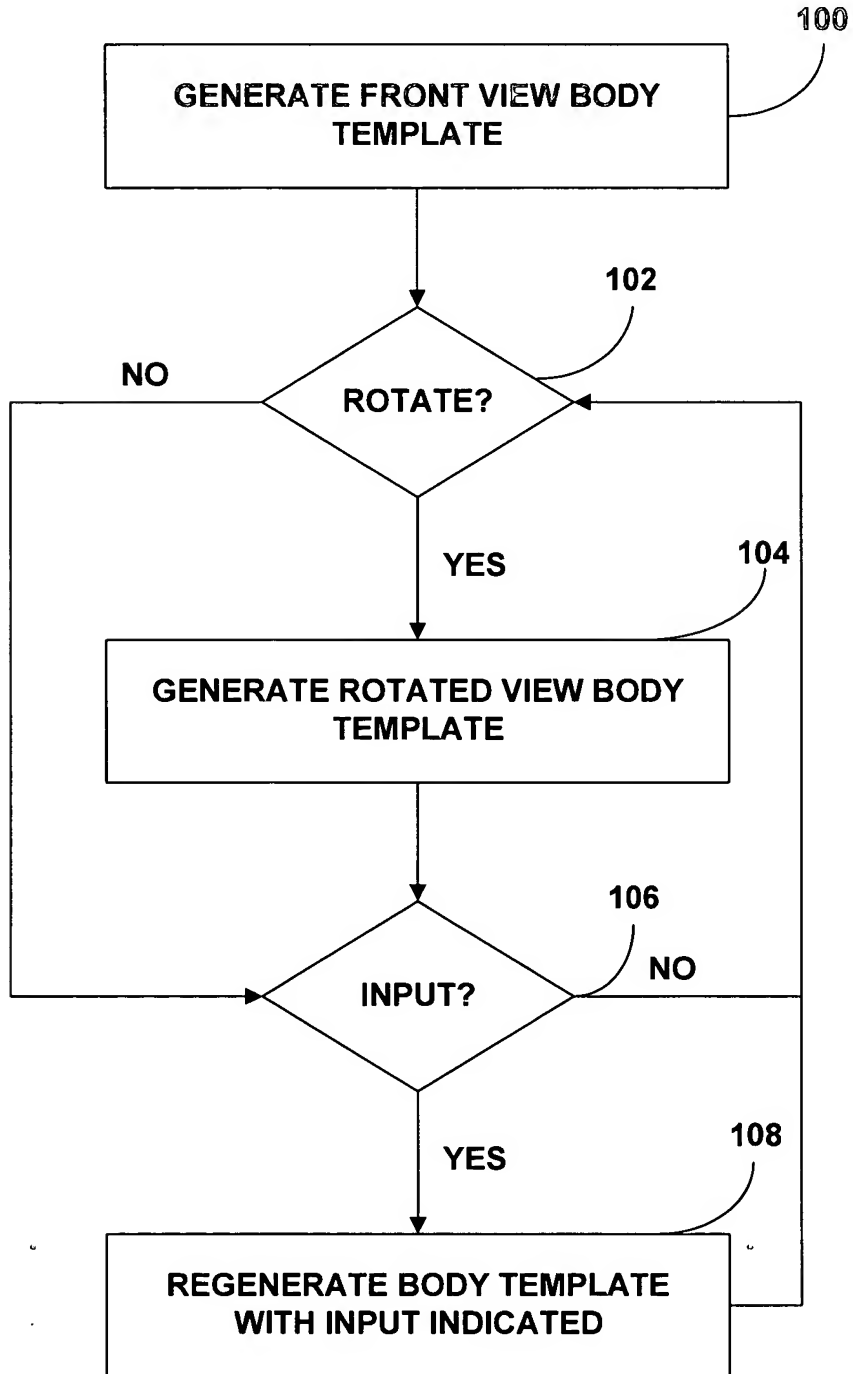 100
GENERATE FRONT VIEW BODY
TEMPLATE
102
NO
ROTATE?
YES
104
GENERATE ROTATED VIEW BODY
TEMPLATE
106
INPUT?
NO
YES
108
REGENERATE BODY TEMPLATE
WITH INPUT INDICATED